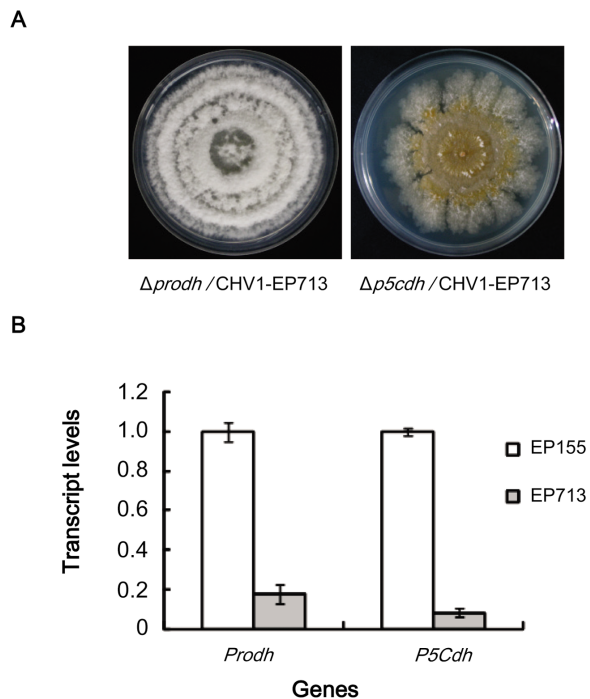 A
Δprodh /CHV1-EP713
Δp5cdh /CHV1-EP713
B
Transcript levels
1.2
1.0
0.8
0.6
0.4
0.2
0
EP155
EP713
Prodh
P5Cdh
Genes